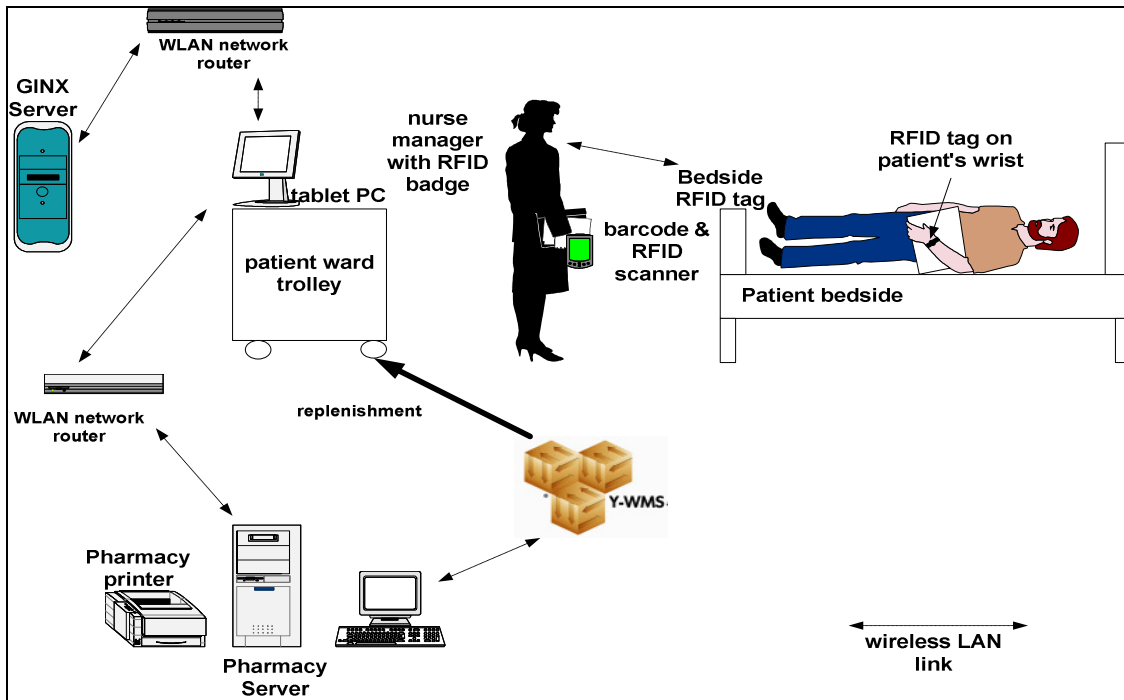 WLAN network
router
GINX
Server
nurse
manager
with RFID
badge
RFID tag on
patient's wrist
Bedside
RFID tag
tablet PC
barcode &
RFID
scanner
patient ward
trolley
Patient bedside
replenishment
WLAN network
router
Y-WMS
Pharmacy
printer
Pharmacy
Server
wireless LAN
link